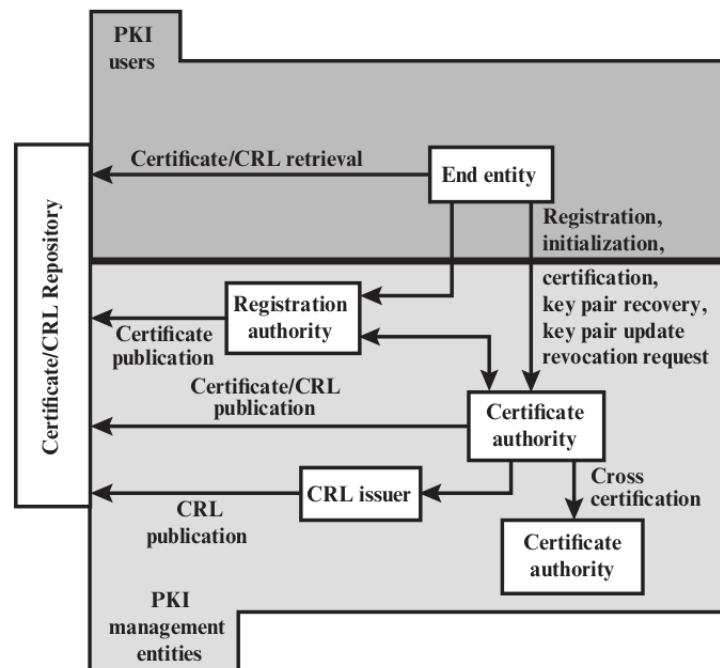 PKI
users
Certificate/CRL Repository
Certificate/CRL retrieval
End entity
Registration,
initialization,
certification,
key pair recovery,
key pair update
revocation request
Registration
authority
Certificate
publication
Certificate/CRL
publication
Certificate
authority
CRL issuer
Cross
certification
CRL
publication
Certificate
authority
PKI
management
entities